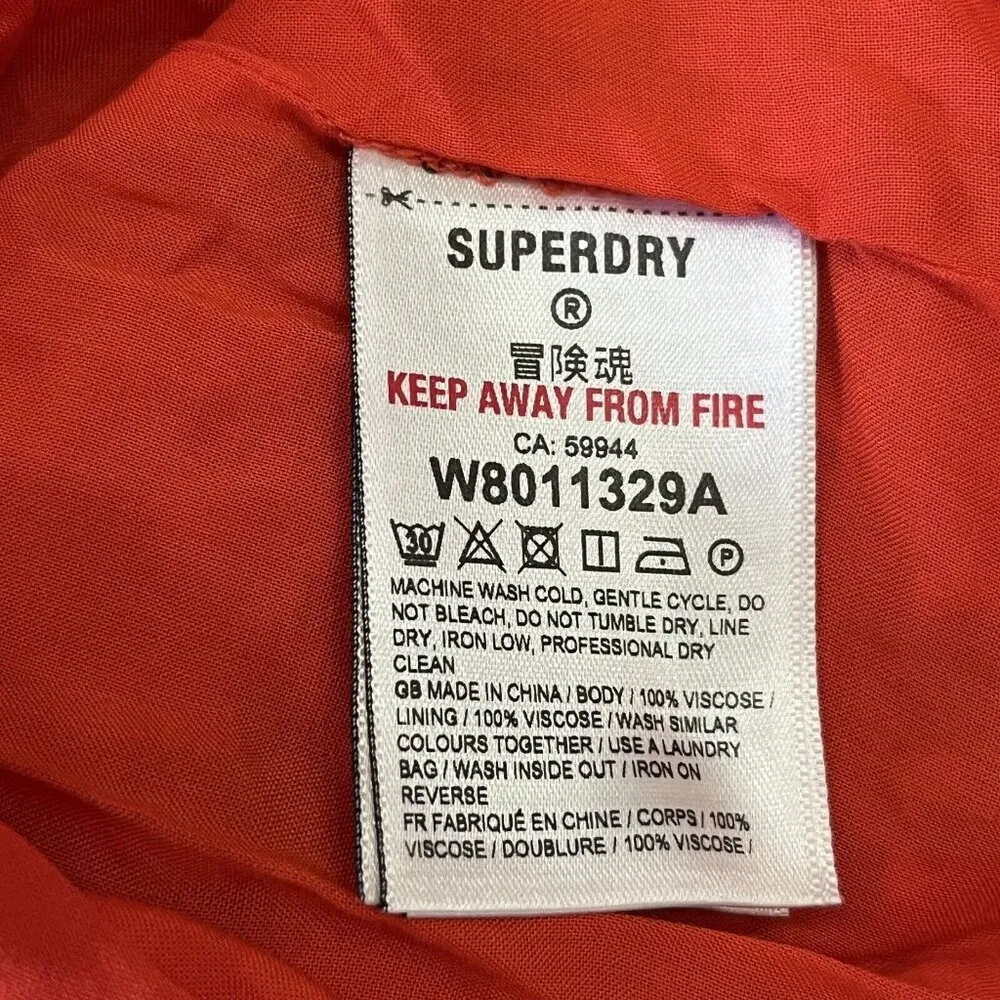 SUPERDRY
®
冒険魂
KEEP AWAY FROM FIRE
CA: 59944
W8011329A
30 P
MACHINE WASH COLD, GENTLE CYCLE, DO
NOT BLEACH, DO NOT TUMBLE DRY, LINE
DRY, IRON LOW, PROFESSIONAL DRY
CLEAN
GB MADE IN CHINA / BODY / 100% VISCOSE /
LINING / 100% VISCOSE / WASH SIMILAR
COLOURS TOGETHER / USE A LAUNDRY
BAG / WASH INSIDE OUT / IRON ON
REVERSE
FR FABRIQUÉ EN CHINE / CORPS / 100%
VISCOSE / DOUBLURE / 100% VISCOSE /